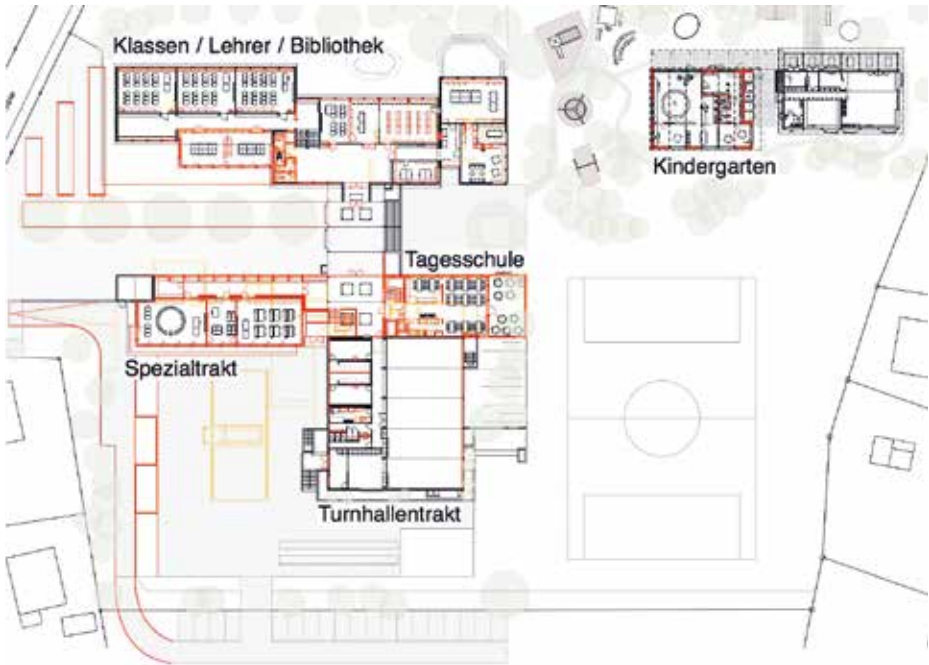 Klassen / Lehrer / Bibliothek
Kindergarten
Tagesschule
Spezialtrakt
Turnhallentrakt